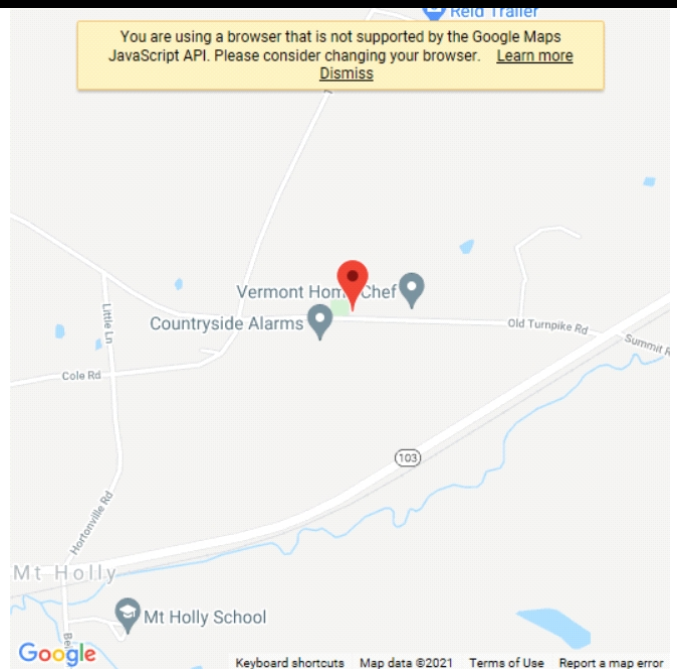 Reid Trailer
You are using a browser that is not supported by the Google Maps
JavaScript API. Please consider changing your browser. Learn more
Dismiss
Vermont Home Chef
Countryside Alarms
Little Ln
Old Turnpike Rd
Summit R
Cole Rd
103
Hortonville Rd
Mt Holly
Mt Holly School
Google
Keyboard shortcuts Map data ©2021 Terms of Use Report a map error